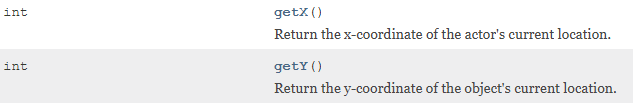 int getX()
Return the x-coordinate of the actor's current location.
int getY()
Return the y-coordinate of the object's current location.